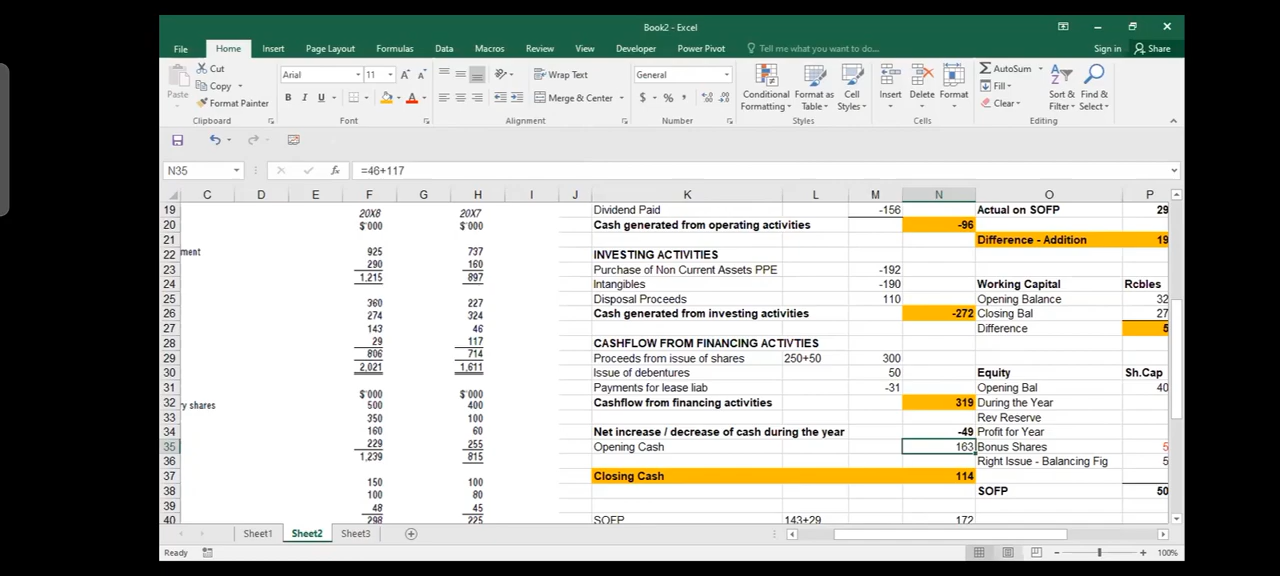 Book2 - Excel
File Home Insert Page Layout Formulas Data Macros Review View Developer Power Pivot Tell me what you want to do... Sign in Share
Cut
Copy
Format Painter
Paste
Clipboard
Arial 11
B I U
Font
Wrap Text
Merge & Center
Alignment
General
$ %
Number
Conditional Formatting
Format as Table
Cell Styles
Styles
Insert Delete Format
Cells
AutoSum
Fill
Clear
Sort & Filter
Find & Select
Editing
N35 fx =46+117
C D E F G H I J K L M N O P
19 20X8 20X7 Dividend Paid -156 Actual on SOFP 29
20 $'000 $'000 Cash generated from operating activities -96
21 Difference - Addition 19
22 ment 925 737 INVESTING ACTIVITIES
23 290 160 Purchase of Non Current Assets PPE -192
24 1,215 897 Intangibles -190 Working Capital Rcbles
25 360 227 Disposal Proceeds 110 Opening Balance 32
26 274 324 Cash generated from investing activities -272 Closing Bal 27
27 143 46 Difference 5
28 29 117 CASHFLOW FROM FINANCING ACTIVTIES
29 806 714 Proceeds from issue of shares 250+50 300
30 2,021 1,611 Issue of debentures 50 Equity Sh.Cap
31 $'000 $'000 Payments for lease liab -31 Opening Bal 40
32 y shares 500 400 Cashflow from financing activities 319 During the Year
33 350 100 Rev Reserve
34 160 60 Net increase / decrease of cash during the year -49 Profit for Year
35 229 255 Opening Cash 163 Bonus Shares 5
36 1,239 815 Right Issue - Balancing Fig 5
37 150 100 Closing Cash 114
38 100 80 SOFP 50
39 48 45
40 298 225 SOFP 143+29 172
Sheet1 Sheet2 Sheet3
Ready 100%